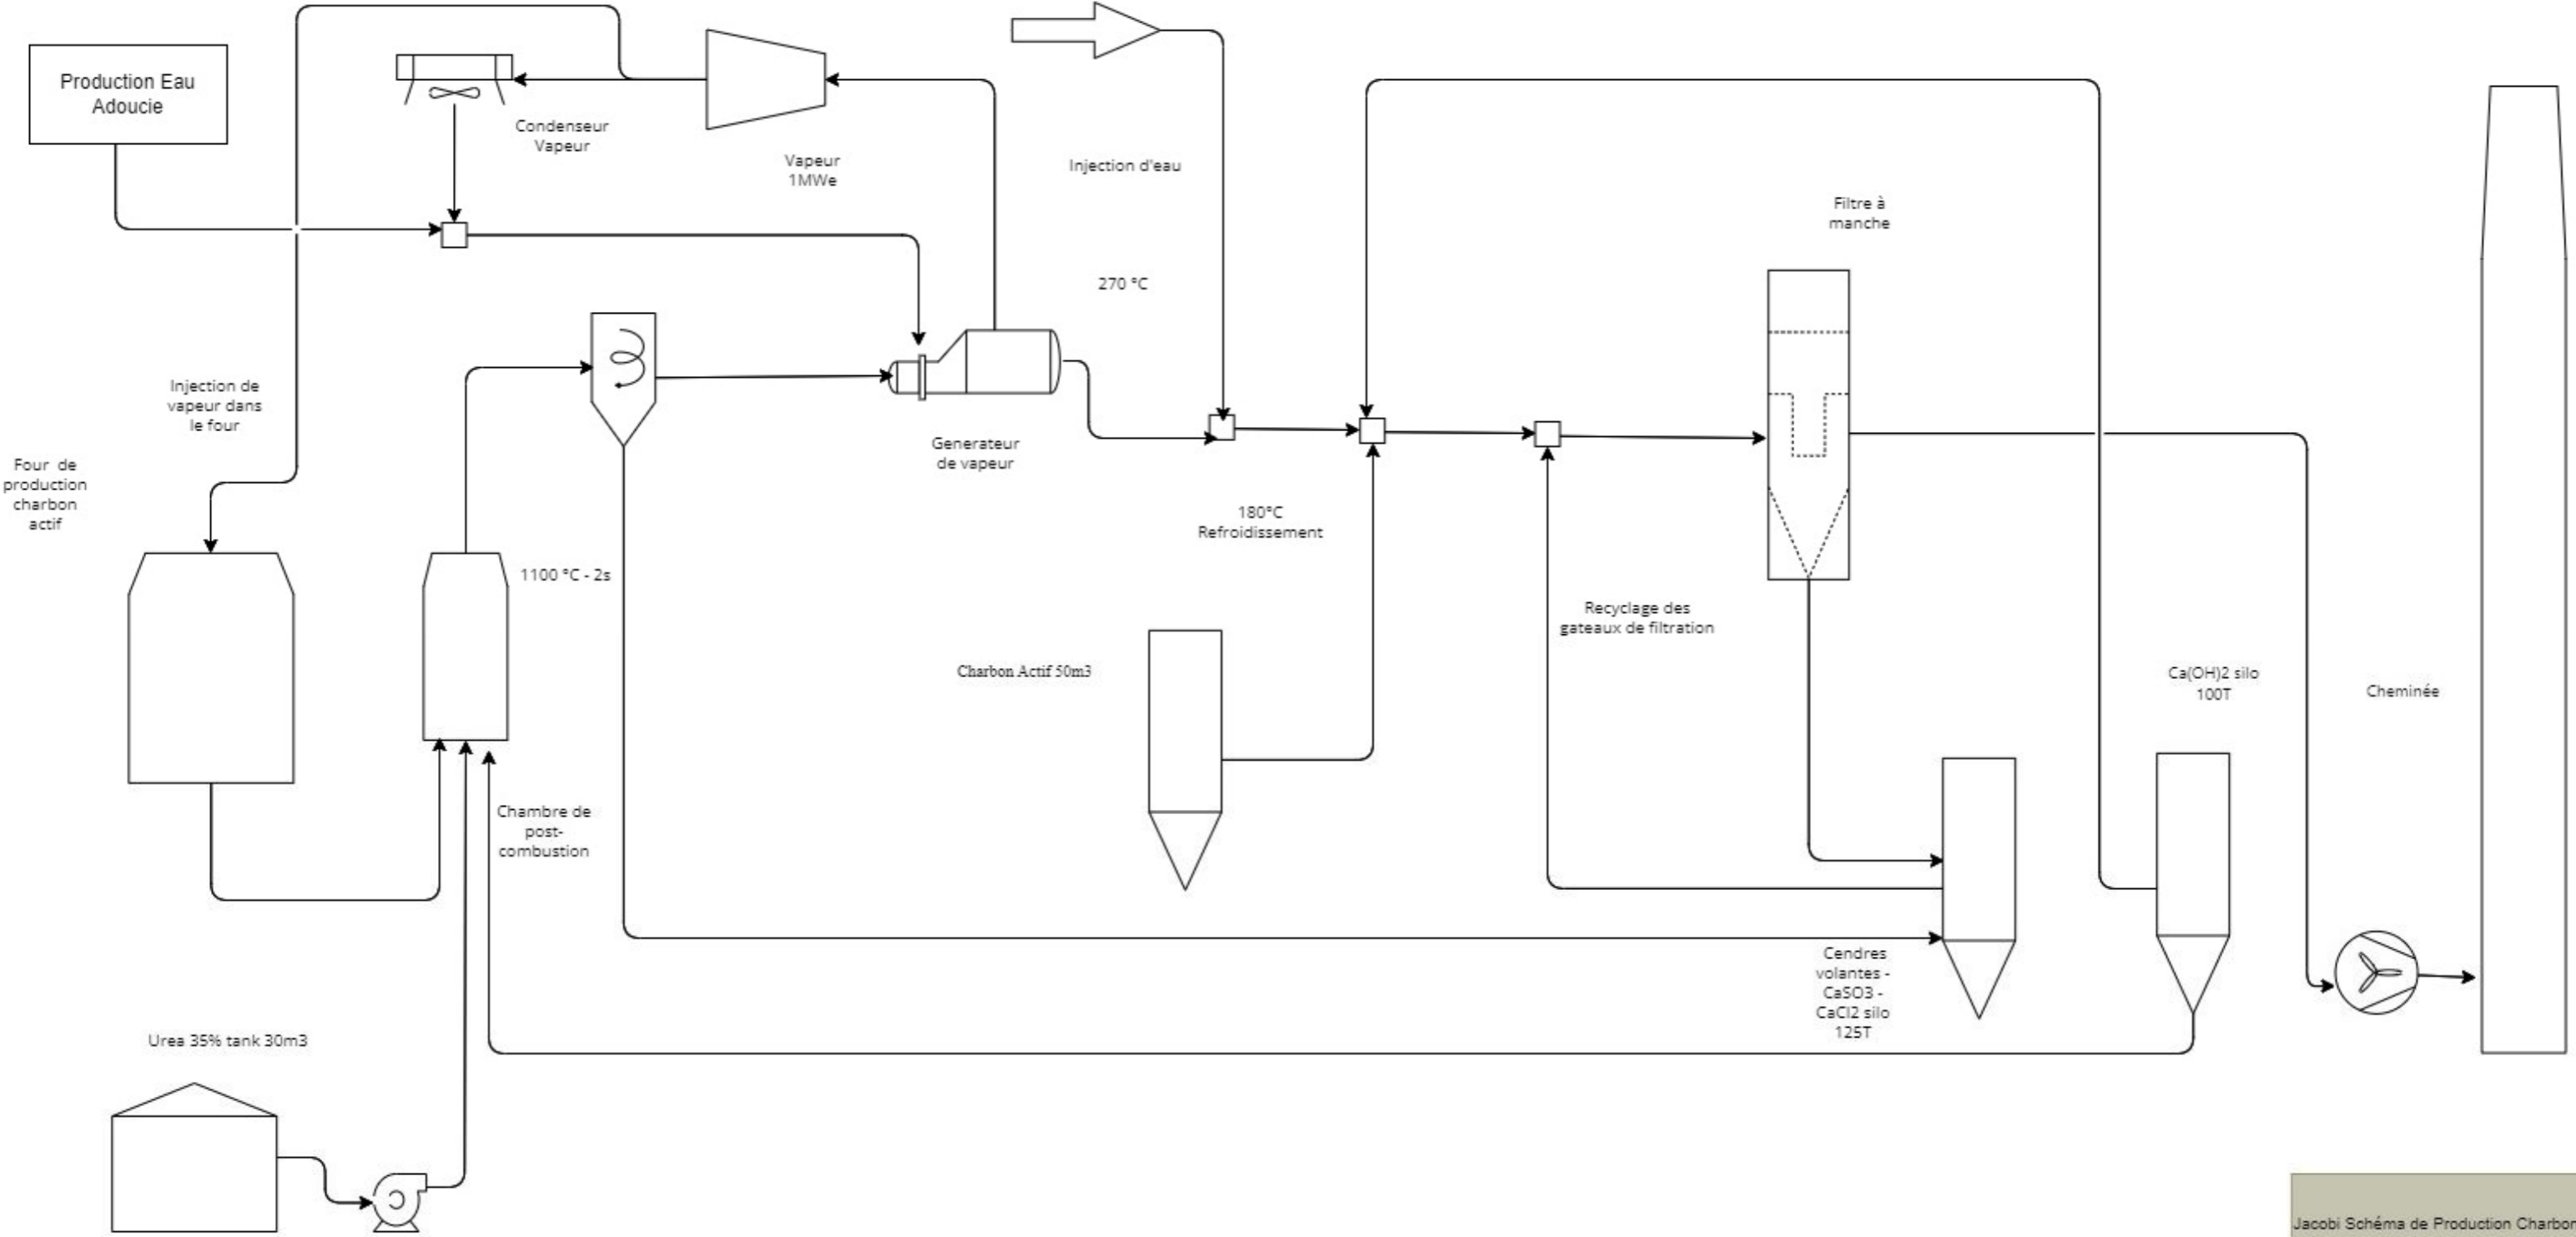 Production Eau
Adoucie
Condenseur
Vapeur
Vapeur
1MWe
Injection d'eau
Filtre à
manche
270 °C
Injection de
vapeur dans
le four
Generateur
de vapeur
Four de
production
charbon
actif
180°C
Refroidissement
1100 °C - 2s
Recyclage des
gateaux de filtration
Charbon Actif 50m3
Ca(OH)2 silo
100T
Cheminée
Chambre de
post-
combustion
Cendres
volantes -
CaSO3 -
CaCl2 silo
125T
Urea 35% tank 30m3
Jacobi Schéma de Production Charbon